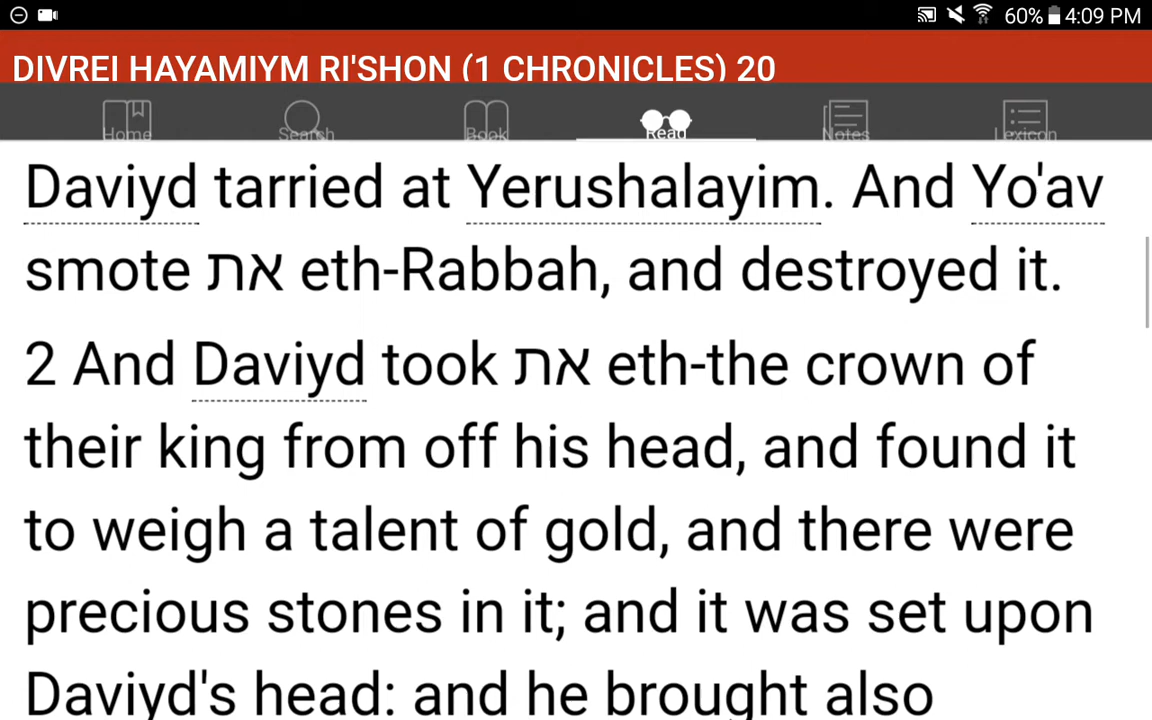 60% 4:09 PM
DIVREI HAYAMIYM RI'SHON (1 CHRONICLES) 20
Home Search Book Read Notes Lexicon
Daviyd tarried at Yerushalayim. And Yo'av
smote את eth-Rabbah, and destroyed it.
2 And Daviyd took את eth-the crown of
their king from off his head, and found it
to weigh a talent of gold, and there were
precious stones in it; and it was set upon
Daviyd's head: and he brought also